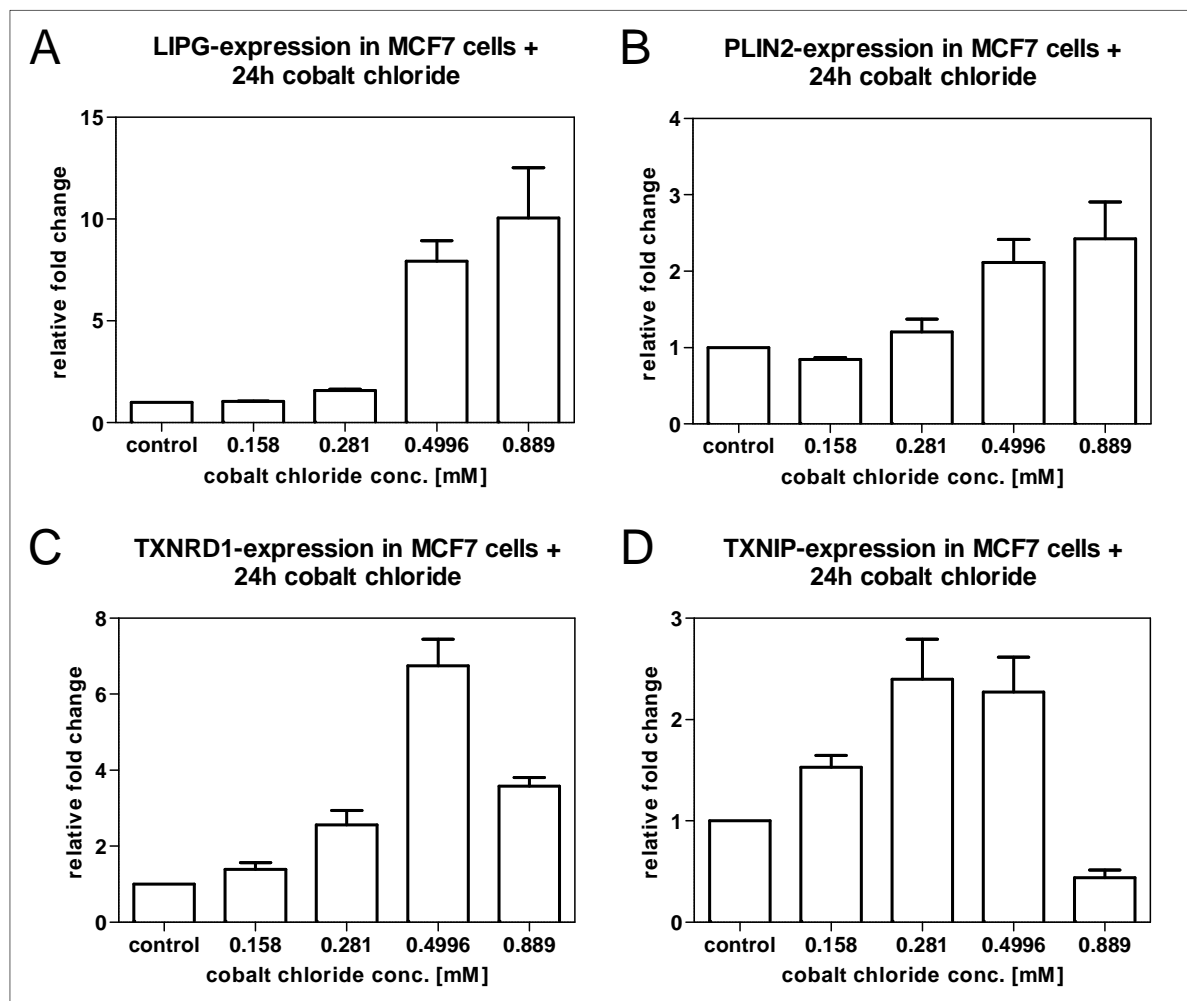 A
LIPG-expression in MCF7 cells +
24h cobalt chloride
relative fold change
15
10
5
0
control 0.158 0.281 0.4996 0.889
cobalt chloride conc. [mM]
B
PLIN2-expression in MCF7 cells +
24h cobalt chloride
relative fold change
4
3
2
1
0
control 0.158 0.281 0.4996 0.889
cobalt chloride conc. [mM]
C
TXNRD1-expression in MCF7 cells +
24h cobalt chloride
relative fold change
8
6
4
2
0
control 0.158 0.281 0.4996 0.889
cobalt chloride conc. [mM]
D
TXNIP-expression in MCF7 cells +
24h cobalt chloride
relative fold change
3
2
1
0
control 0.158 0.281 0.4996 0.889
cobalt chloride conc. [mM]